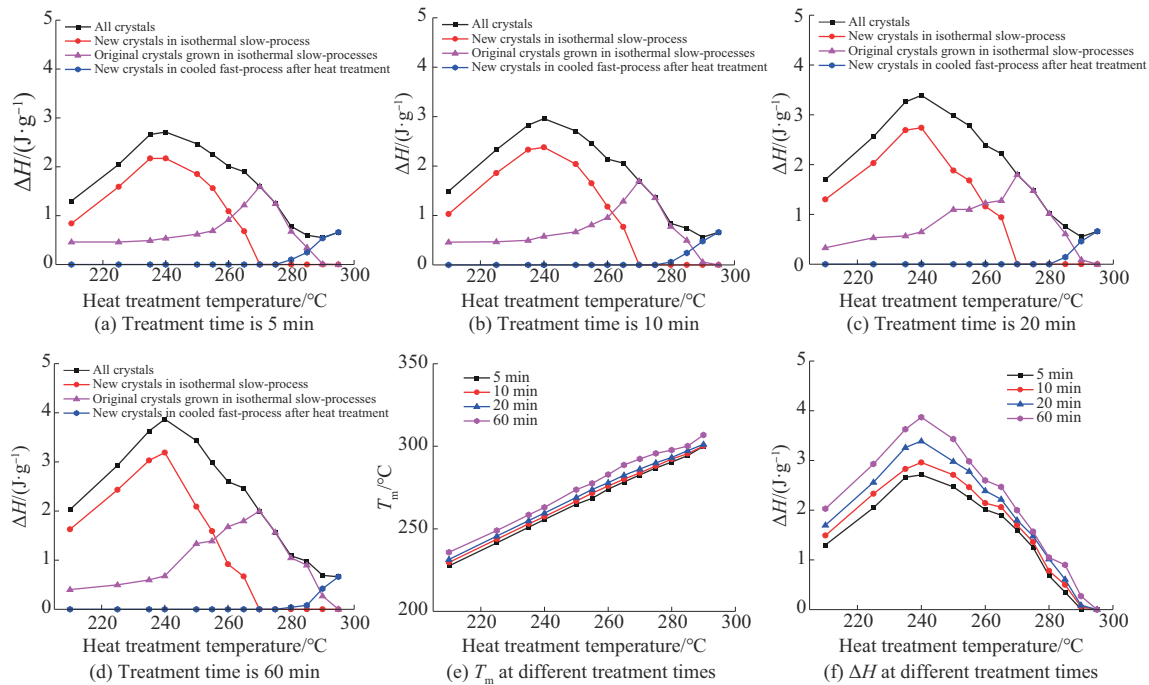 5
4
3
2
1
0
ΔH/(J·g⁻¹)
All crystals
New crystals in isothermal slow-process
Original crystals grown in isothermal slow-processes
New crystals in cooled fast-process after heat treatment
220 240 260 280 300
Heat treatment temperature/°C
(a) Treatment time is 5 min
5
4
3
2
1
0
ΔH/(J·g⁻¹)
All crystals
New crystals in isothermal slow-process
Original crystals grown in isothermal slow-processes
New crystals in cooled fast-process after heat treatment
220 240 260 280 300
Heat treatment temperature/°C
(b) Treatment time is 10 min
5
4
3
2
1
0
ΔH/(J·g⁻¹)
All crystals
New crystals in isothermal slow-process
Original crystals grown in isothermal slow-processes
New crystals in cooled fast-process after heat treatment
220 240 260 280 300
Heat treatment temperature/°C
(c) Treatment time is 20 min
5
4
3
2
1
0
ΔH/(J·g⁻¹)
All crystals
New crystals in isothermal slow-process
Original crystals grown in isothermal slow-processes
New crystals in cooled fast-process after heat treatment
220 240 260 280 300
Heat treatment temperature/°C
(d) Treatment time is 60 min
350
300
250
200
Tm/°C
5 min
10 min
20 min
60 min
220 240 260 280 300
Heat treatment temperature/°C
(e) Tm at different treatment times
5
4
3
2
1
0
ΔH/(J·g⁻¹)
5 min
10 min
20 min
60 min
220 240 260 280 300
Heat treatment temperature/°C
(f) ΔH at different treatment times